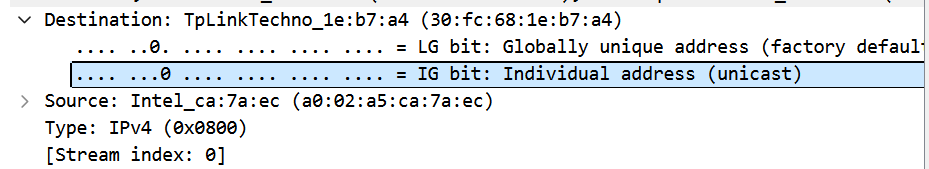 Destination: TpLinkTechno_1e:b7:a4 (30:fc:68:1e:b7:a4)
.... ..0. .... .... .... .... = LG bit: Globally unique address (factory defaul
.... ...0 .... .... .... .... = IG bit: Individual address (unicast)
Source: Intel_ca:7a:ec (a0:02:a5:ca:7a:ec)
Type: IPv4 (0x0800)
[Stream index: 0]